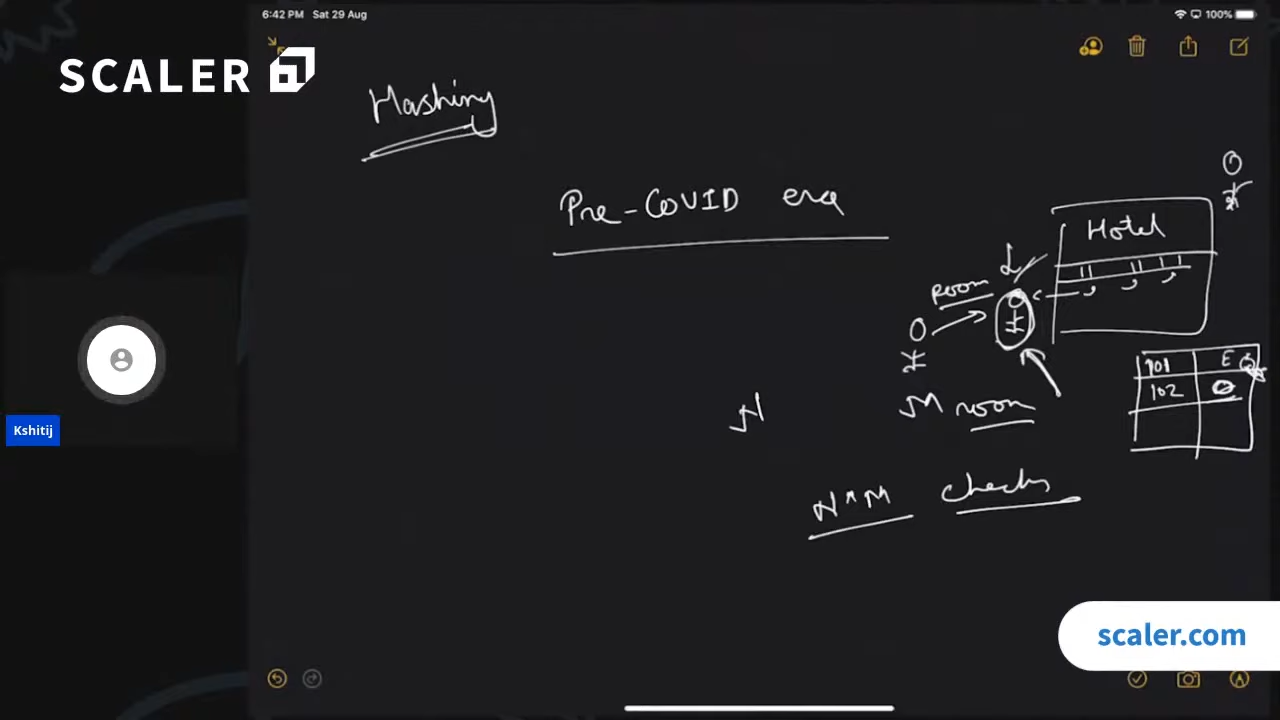 6:42 PM Sat 29 Aug
100%
SCALER
Hashing
Pre-COVID era
Hotel
Room
101 E
102
N
M room
N*M checks
Kshitij
scaler.com